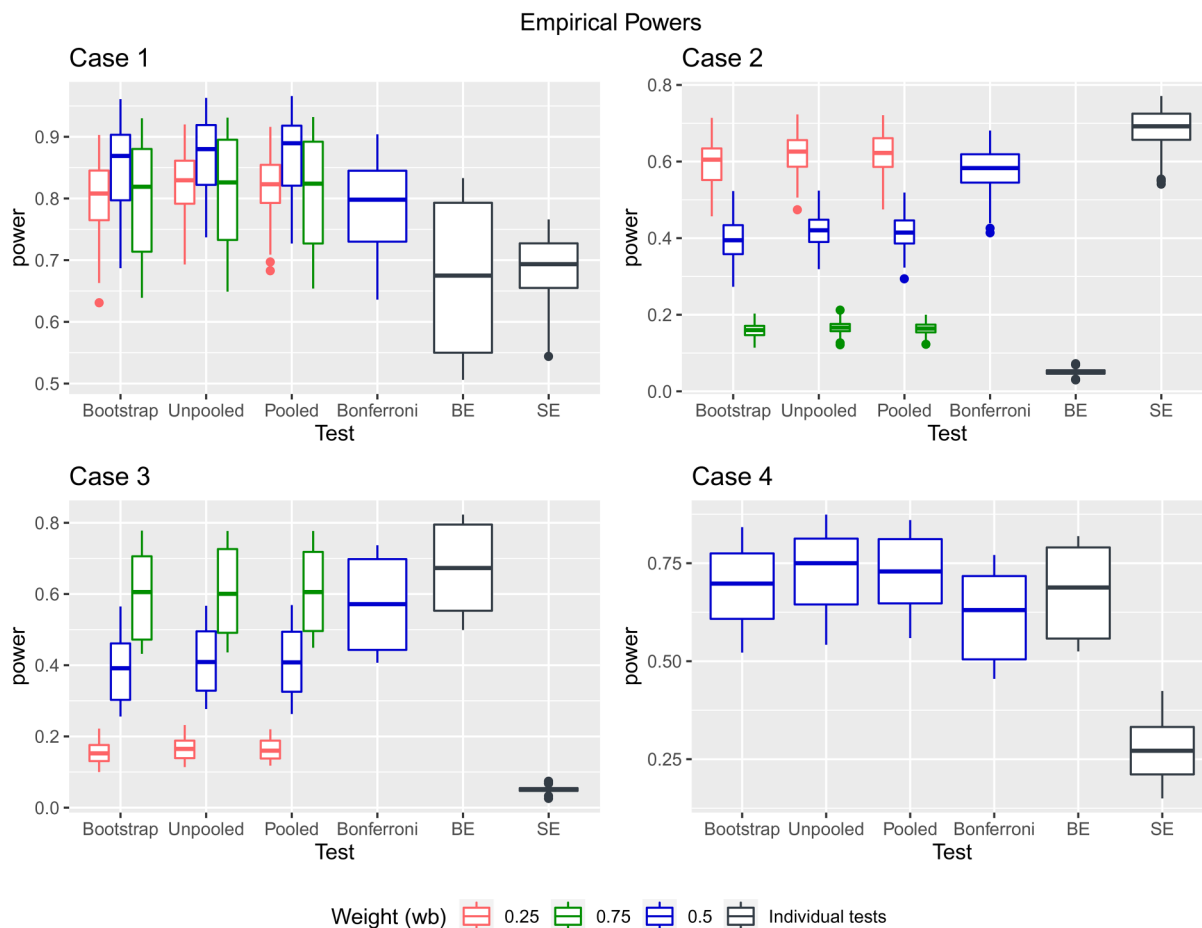 Empirical Powers
Case 1
power
0.9
0.8
0.7
0.6
0.5
Bootstrap Unpooled Pooled Bonferroni BE SE
Test
Case 2
power
0.8
0.6
0.4
0.2
0.0
Bootstrap Unpooled Pooled Bonferroni BE SE
Test
Case 3
power
0.8
0.6
0.4
0.2
0.0
Bootstrap Unpooled Pooled Bonferroni BE SE
Test
Case 4
power
0.75
0.50
0.25
Bootstrap Unpooled Pooled Bonferroni BE SE
Test
Weight (wb) 0.25 0.75 0.5 Individual tests